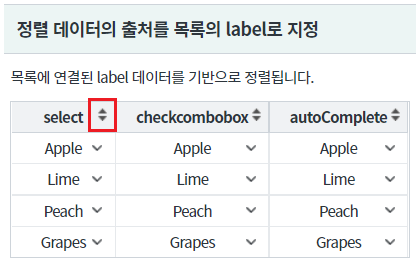 정렬 데이터의 출처를 목록의 label로 지정
목록에 연결된 label 데이터를 기반으로 정렬됩니다.
select checkcombobox autoComplete
Apple Apple Apple
Lime Lime Lime
Peach Peach Peach
Grapes Grapes Grapes